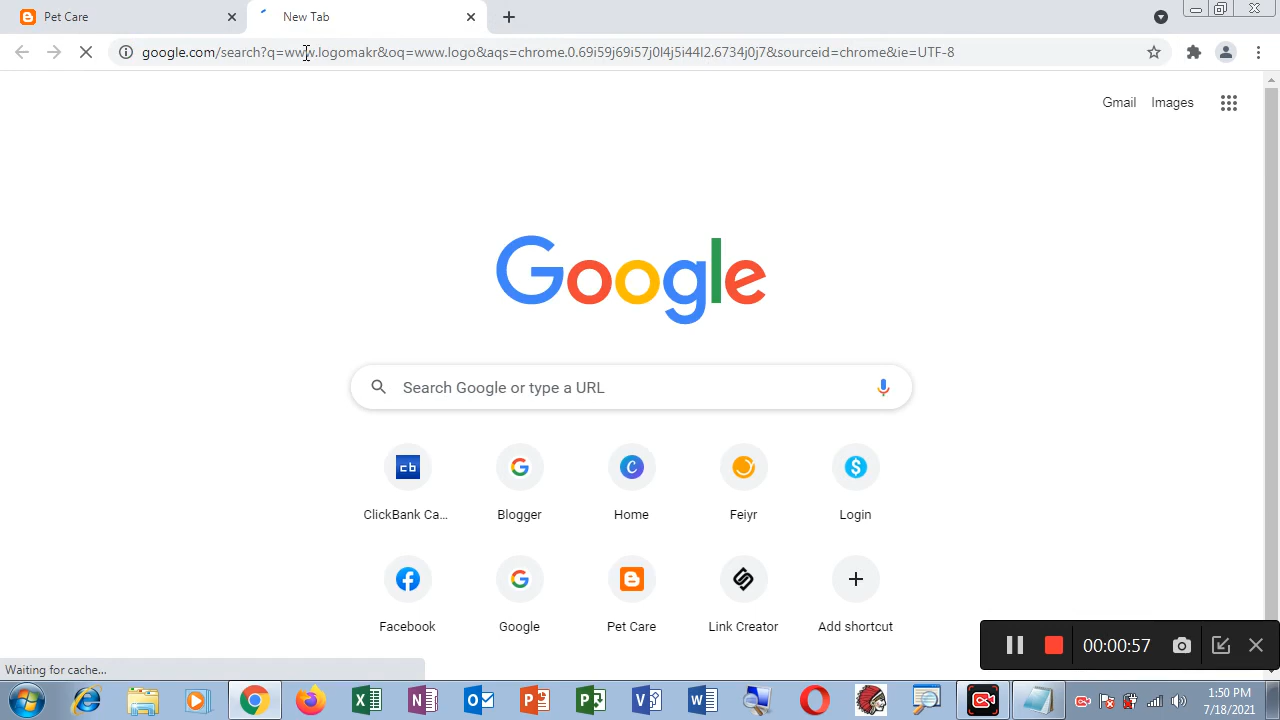 Pet Care
New Tab
google.com/search?q=www.logomakr&oq=www.logo&aqs=chrome.0.69i59j69i57j0l4j5i44l2.6734j0j7&sourceid=chrome&ie=UTF-8
Gmail Images
Google
Search Google or type a URL
ClickBank Ca... Blogger Home Feiyr Login
Facebook Google Pet Care Link Creator Add shortcut
00:00:57
Waiting for cache...
1:50 PM
7/18/2021